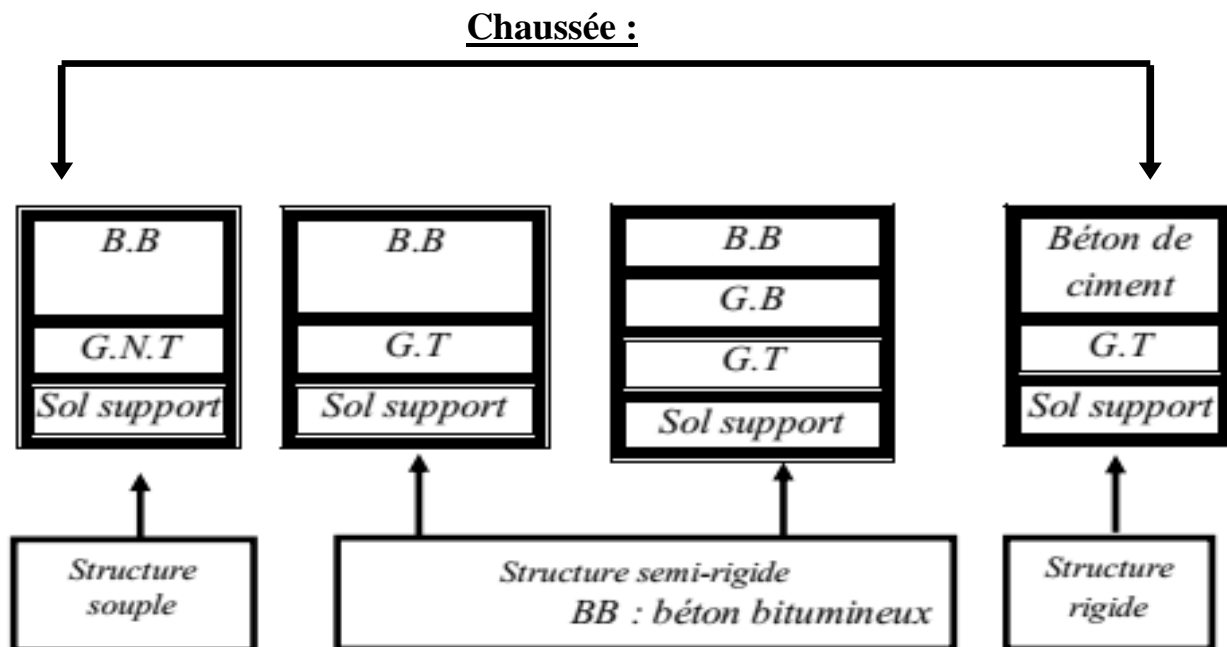 Chaussée :
B.B
G.N.T
Sol support
B.B
G.T
Sol support
B.B
G.B
G.T
Sol support
Béton de
ciment
G.T
Sol support
Structure
souple
Structure semi-rigide
BB : béton bitumineux
Structure
rigide